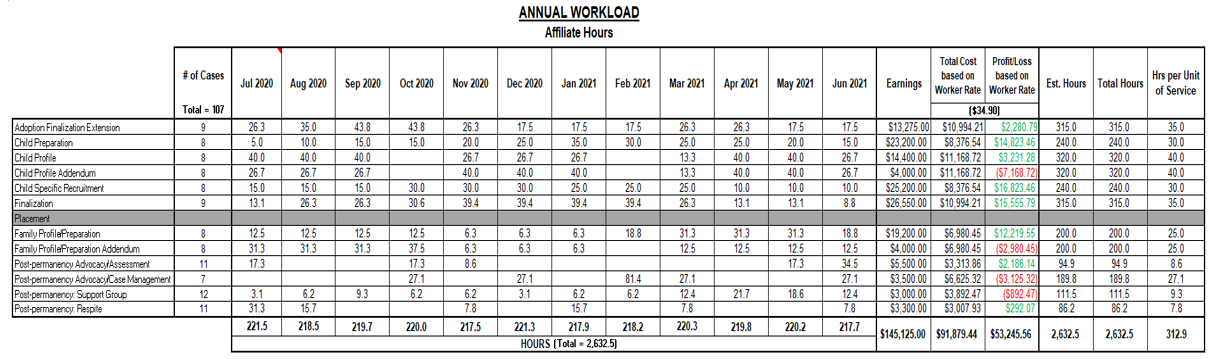 ANNUAL WORKLOAD
Affiliate Hours
# of Cases Total = 107 Jul 2020 Aug 2020 Sep 2020 Oct 2020 Nov 2020 Dec 2020 Jan 2021 Feb 2021 Mar 2021 Apr 2021 May 2021 Jun 2021 Earnings Total Cost based on Worker Rate Profit/Loss based on Worker Rate Est. Hours Total Hours Hrs per Unit of Service
($34.90)
Adoption Finalization Extension 9 26.3 35.0 43.8 43.8 26.3 17.5 17.5 17.5 26.3 26.3 17.5 17.5 $13,275.00 $10,994.21 $2,280.79 315.0 315.0 35.0
Child Preparation 8 5.0 10.0 15.0 15.0 20.0 25.0 35.0 30.0 25.0 25.0 20.0 15.0 $23,200.00 $8,376.54 $14,823.46 240.0 240.0 30.0
Child Profile 8 40.0 40.0 40.0 26.7 26.7 26.7 13.3 40.0 40.0 26.7 $14,400.00 $11,168.72 $3,231.28 320.0 320.0 40.0
Child Profile Addendum 8 26.7 26.7 26.7 40.0 40.0 40.0 13.3 40.0 40.0 26.7 $4,000.00 $11,168.72 ($7,168.72) 320.0 320.0 40.0
Child Specific Recruitment 8 15.0 15.0 15.0 30.0 30.0 30.0 25.0 25.0 25.0 10.0 10.0 10.0 $25,200.00 $8,376.54 $16,823.46 240.0 240.0 30.0
Finalization 9 13.1 26.3 26.3 30.6 39.4 39.4 39.4 39.4 26.3 13.1 13.1 8.8 $26,550.00 $10,994.21 $15,555.79 315.0 315.0 35.0
Placement
Family Profile/Preparation 8 12.5 12.5 12.5 12.5 6.3 6.3 6.3 18.8 31.3 31.3 31.3 18.8 $19,200.00 $6,980.45 $12,219.55 200.0 200.0 25.0
Family Profile/Preparation Addendum 8 31.3 31.3 31.3 37.5 6.3 6.3 6.3 12.5 12.5 12.5 12.5 $4,000.00 $6,980.45 ($2,980.45) 200.0 200.0 25.0
Post-permanency Advocacy/Assessment 11 17.3 17.3 8.6 17.3 34.5 $5,500.00 $3,313.86 $2,186.14 94.9 94.9 8.6
Post-permanency Advocacy/Case Management 7 27.1 27.1 81.4 27.1 27.1 $3,500.00 $6,625.32 ($3,125.32) 189.8 189.8 27.1
Post-permanency: Support Group 12 3.1 6.2 9.3 6.2 6.2 3.1 6.2 6.2 12.4 21.7 18.6 12.4 $3,000.00 $3,892.47 ($892.47) 111.5 111.5 9.3
Post-permanency: Respite 11 31.3 15.7 7.8 15.7 7.8 7.8 $3,300.00 $3,007.93 $292.07 86.2 86.2 7.8
221.5 218.5 219.7 220.0 217.5 221.3 217.9 218.2 220.3 219.8 220.2 217.7 $145,125.00 $91,879.44 $53,245.56 2,632.5 2,632.5 312.9
HOURS (Total = 2,632.5)